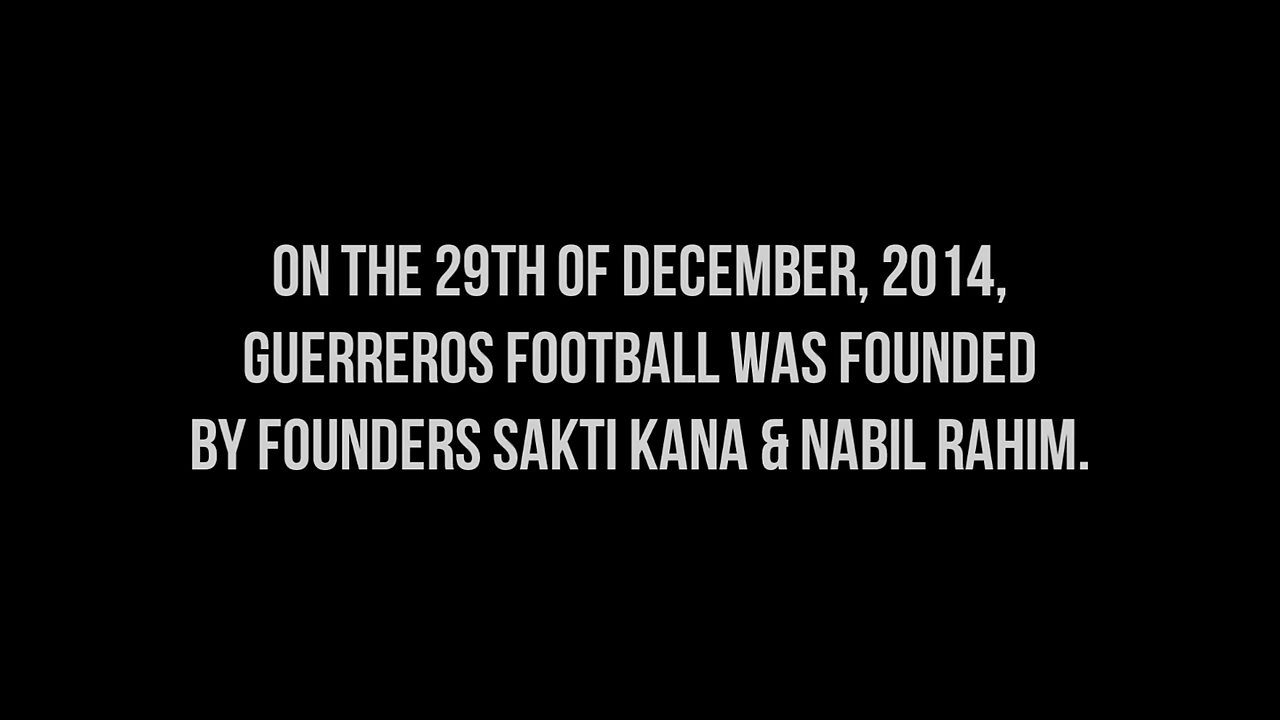 ON THE 29TH OF DECEMBER, 2014,
GUERREROS FOOTBALL WAS FOUNDED
BY FOUNDERS SAKTI KANA & NABIL RAHIM.